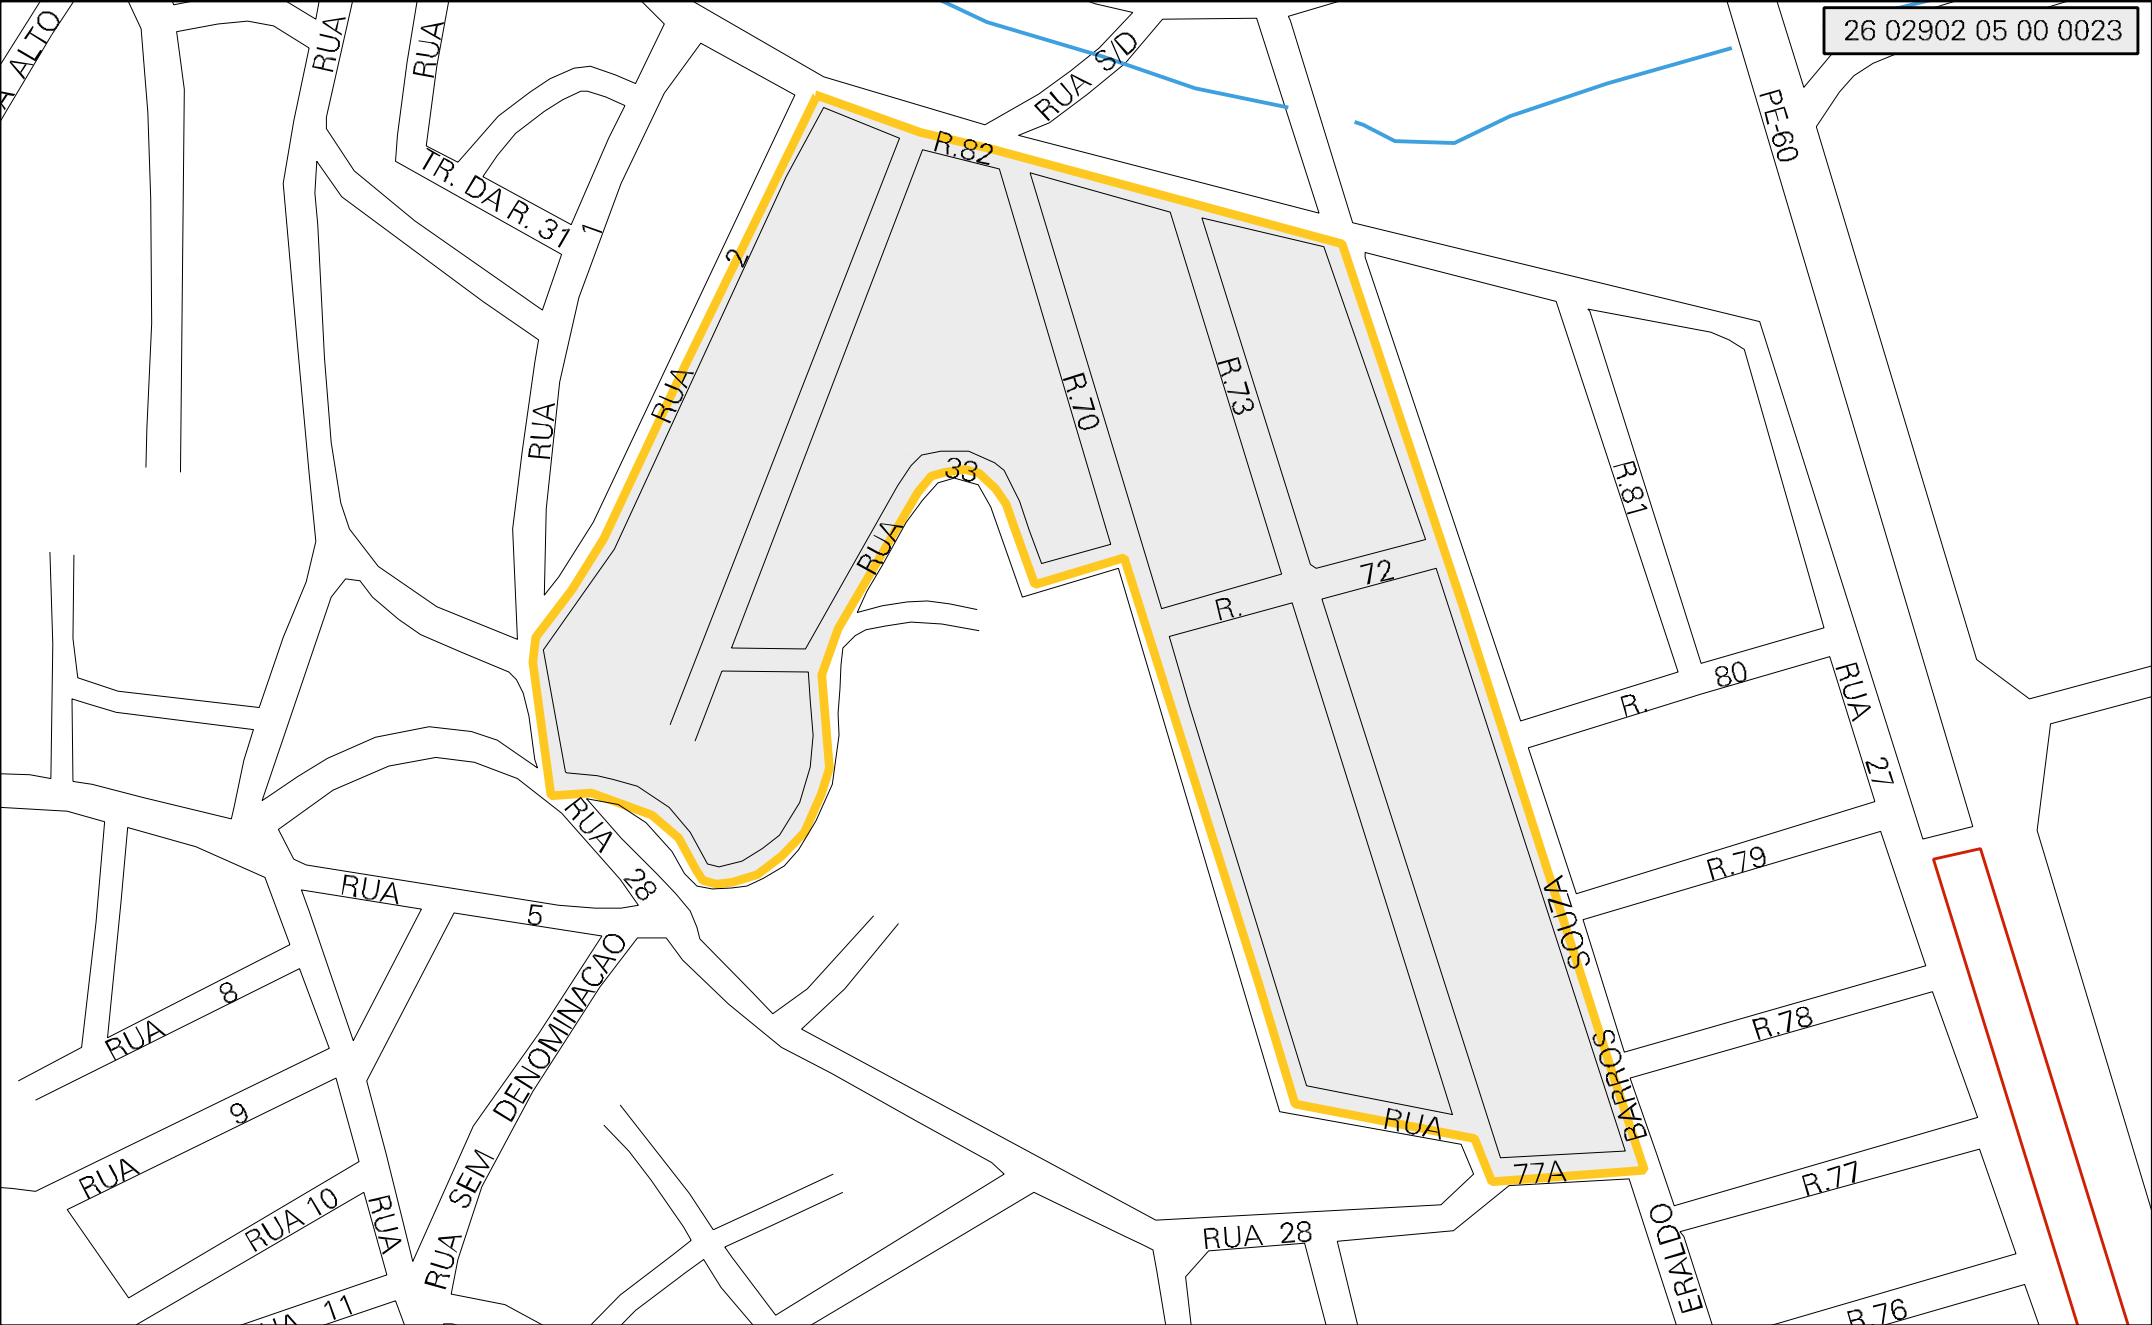 26 02902 05 00 0023
ALTO
RUA
RUA
RUA S/D
PE-60
TR. DA R. 31
1
R.82
2
RUA
RUA
R.70
R.73
33
RUA
R.81
R. 72
R. 80
RUA 27
RUA 28
R.79
RUA 5
SOUZA
RUA SEM DENOMINACAO
RUA 8
R.78
BARROS
RUA 9
RUA
77A
R.77
RUA 10
RUA
RUA 28
ERALDO
11
R.76